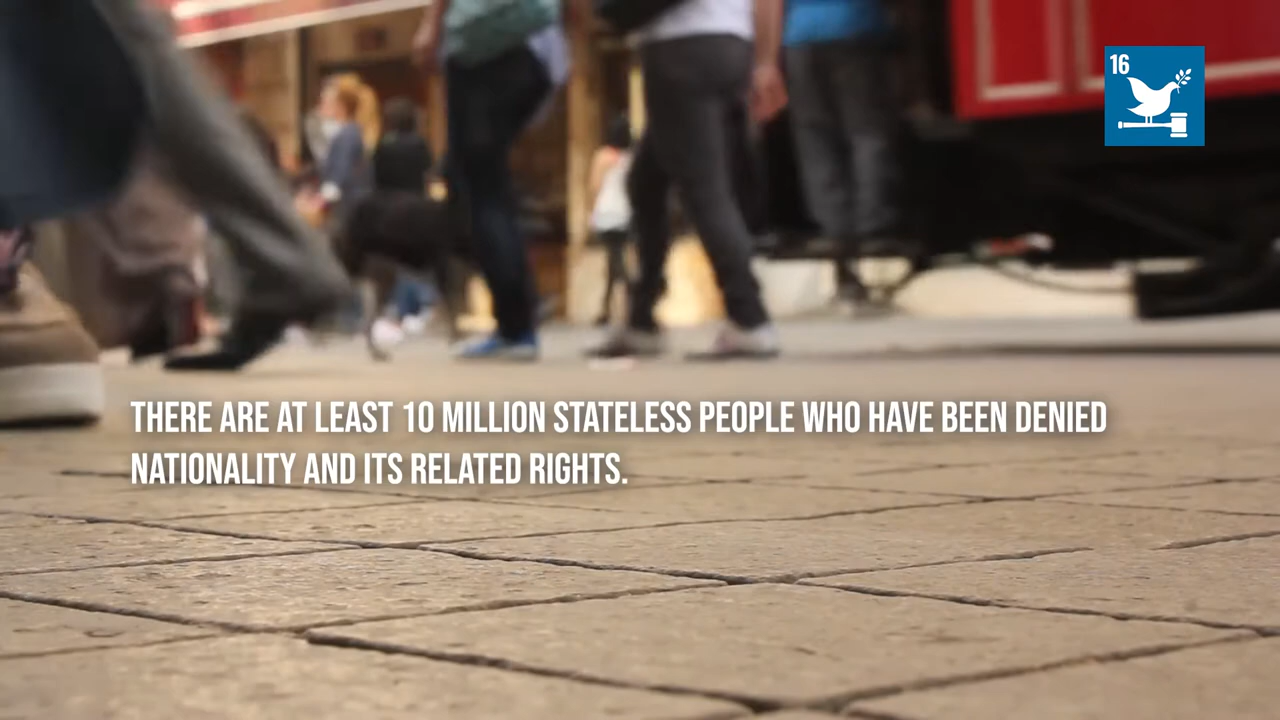 16
THERE ARE AT LEAST 10 MILLION STATELESS PEOPLE WHO HAVE BEEN DENIED
NATIONALITY AND ITS RELATED RIGHTS.